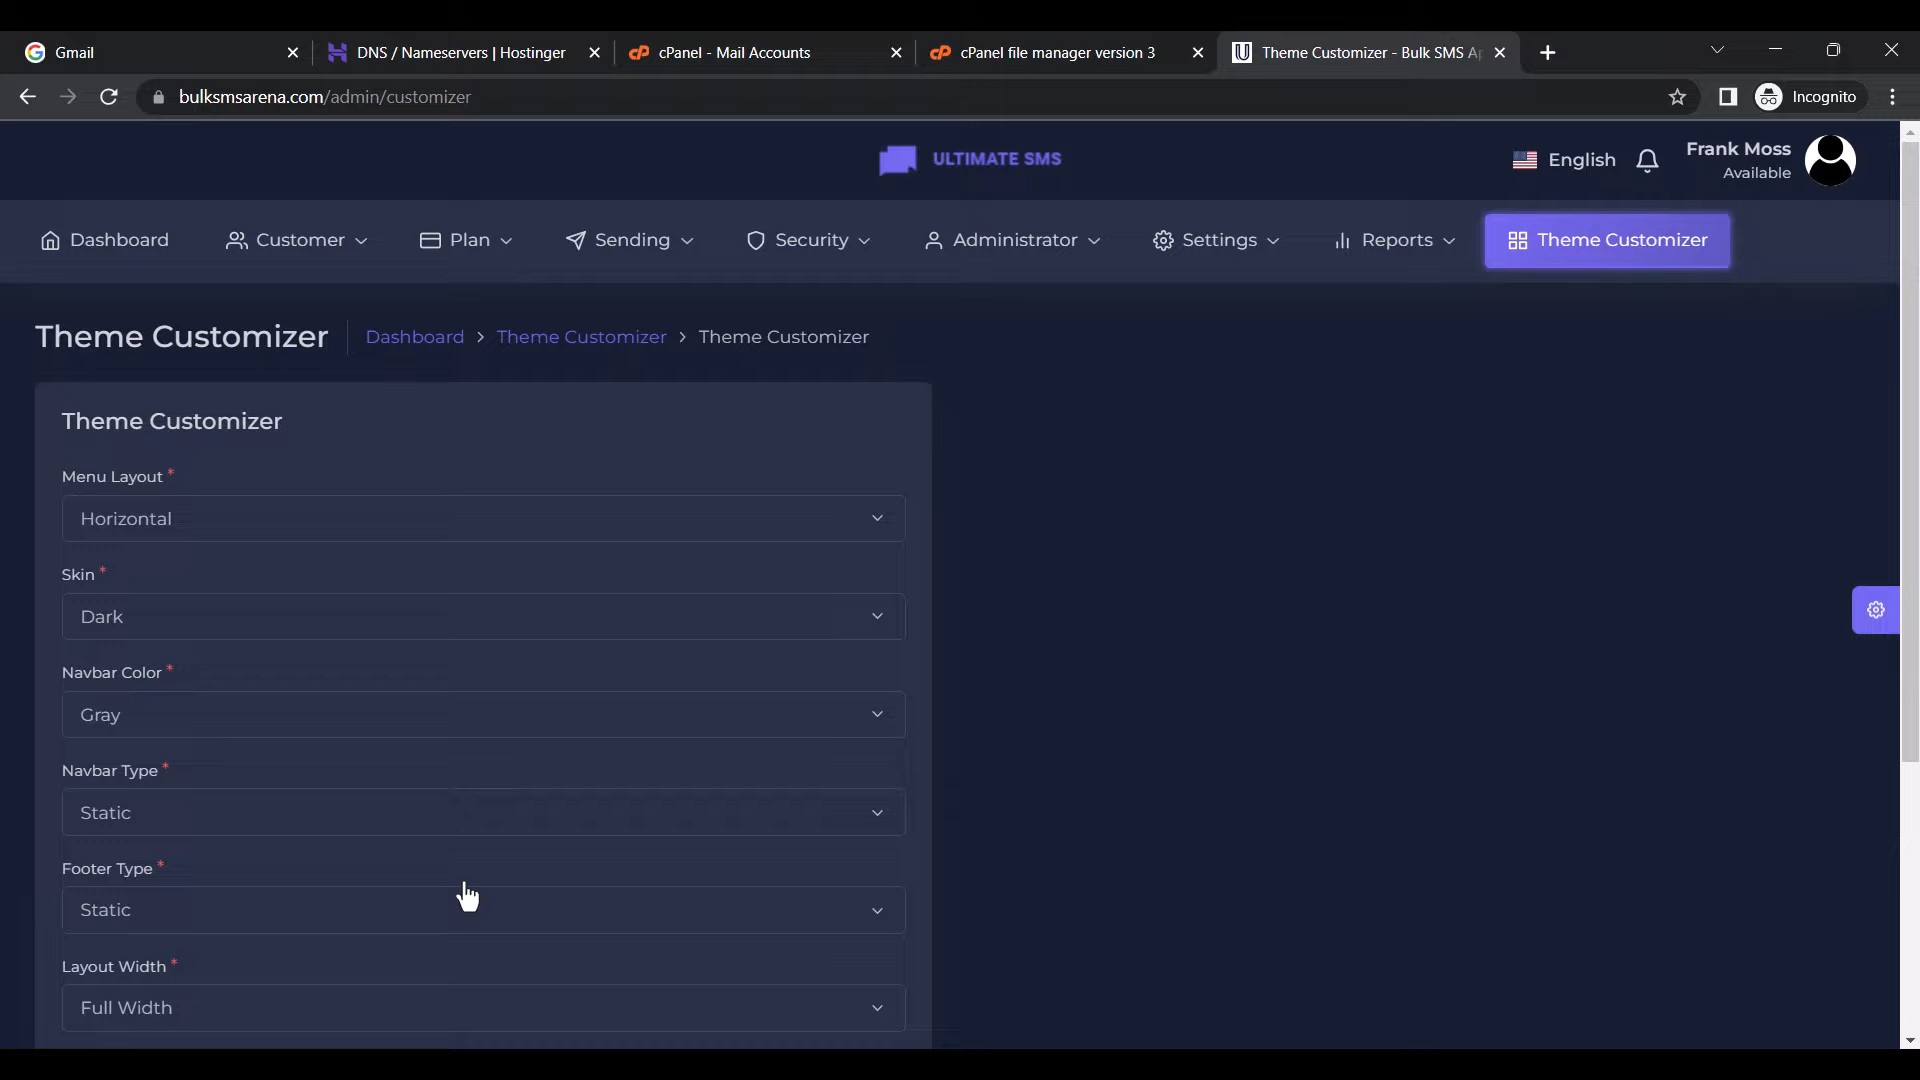 Gmail
DNS / Nameservers | Hostinger
cPanel - Mail Accounts
cPanel file manager version 3
Theme Customizer - Bulk SMS A
bulksmsarena.com/admin/customizer
Incognito
ULTIMATE SMS
English
Frank Moss
Available
Dashboard
Customer
Plan
Sending
Security
Administrator
Settings
Reports
Theme Customizer
Theme Customizer
Dashboard > Theme Customizer > Theme Customizer
Theme Customizer
Menu Layout *
Horizontal
Skin *
Dark
Navbar Color *
Gray
Navbar Type *
Static
Footer Type *
Static
Layout Width *
Full Width